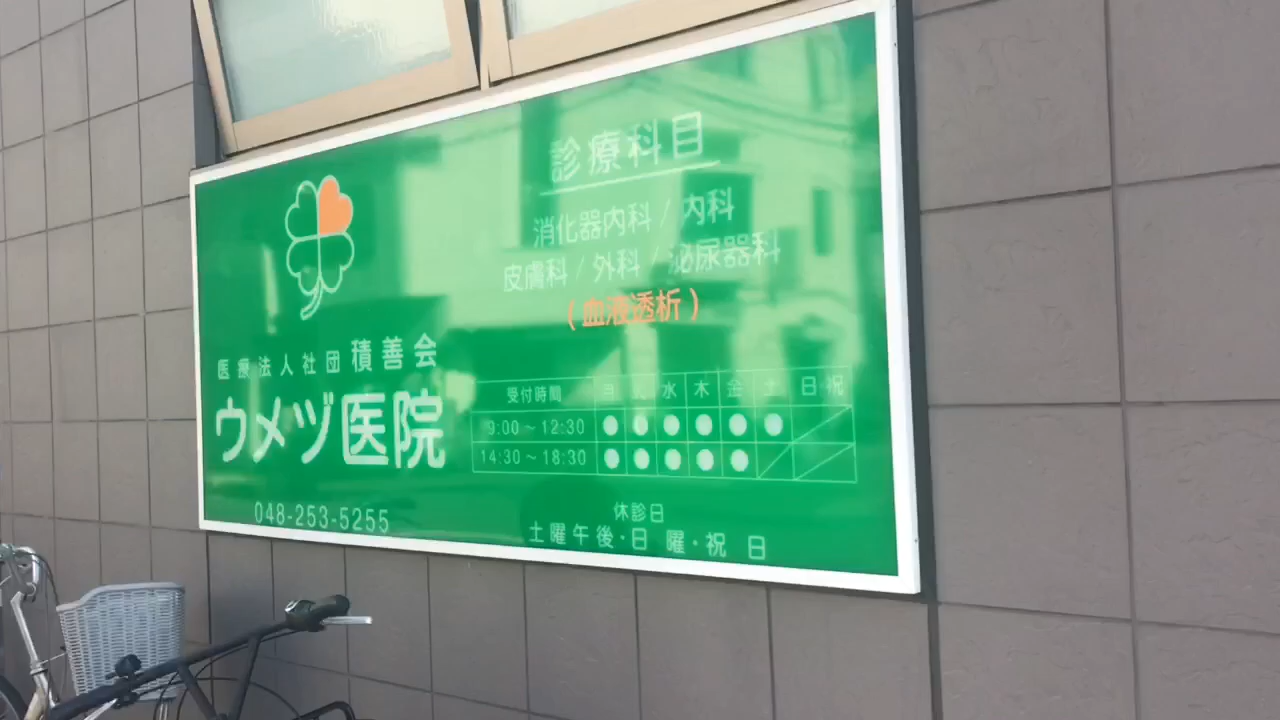 医療法人社団 積善会
ウメヅ医院
048-253-5255
診療科目
消化器内科 / 内科
皮膚科 / 外科 / 泌尿器科
(血液透析)
受付時間 月 火 水 木 金 土 日・祝
9:00 ~ 12:30 ● ● ● ● ● ●
14:30 ~ 18:30 ● ● ● ● ●
休診日
土曜午後・日曜・祝日